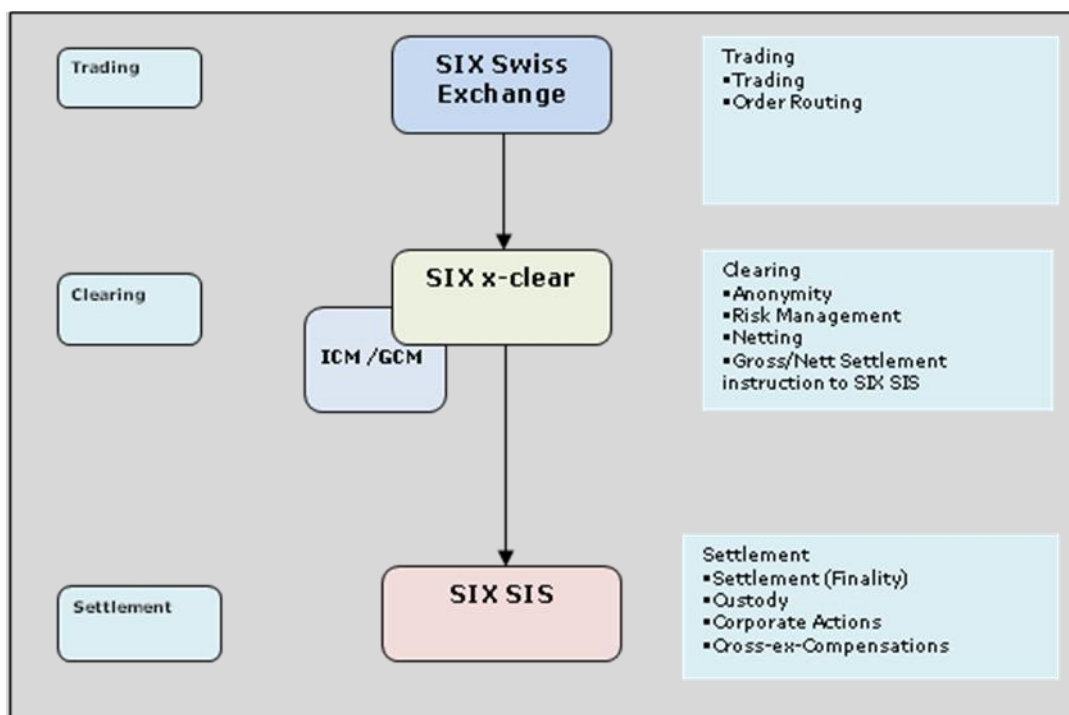 Trading
SIX Swiss
Exchange
Trading
▪Trading
▪Order Routing
Clearing
SIX x-clear
ICM /GCM
Clearing
▪Anonymity
▪Risk Management
▪Netting
▪Gross/Nett Settlement
instruction to SIX SIS
Settlement
SIX SIS
Settlement
▪Settlement (Finality)
▪Custody
▪Corporate Actions
▪Cross-ex-Compensations